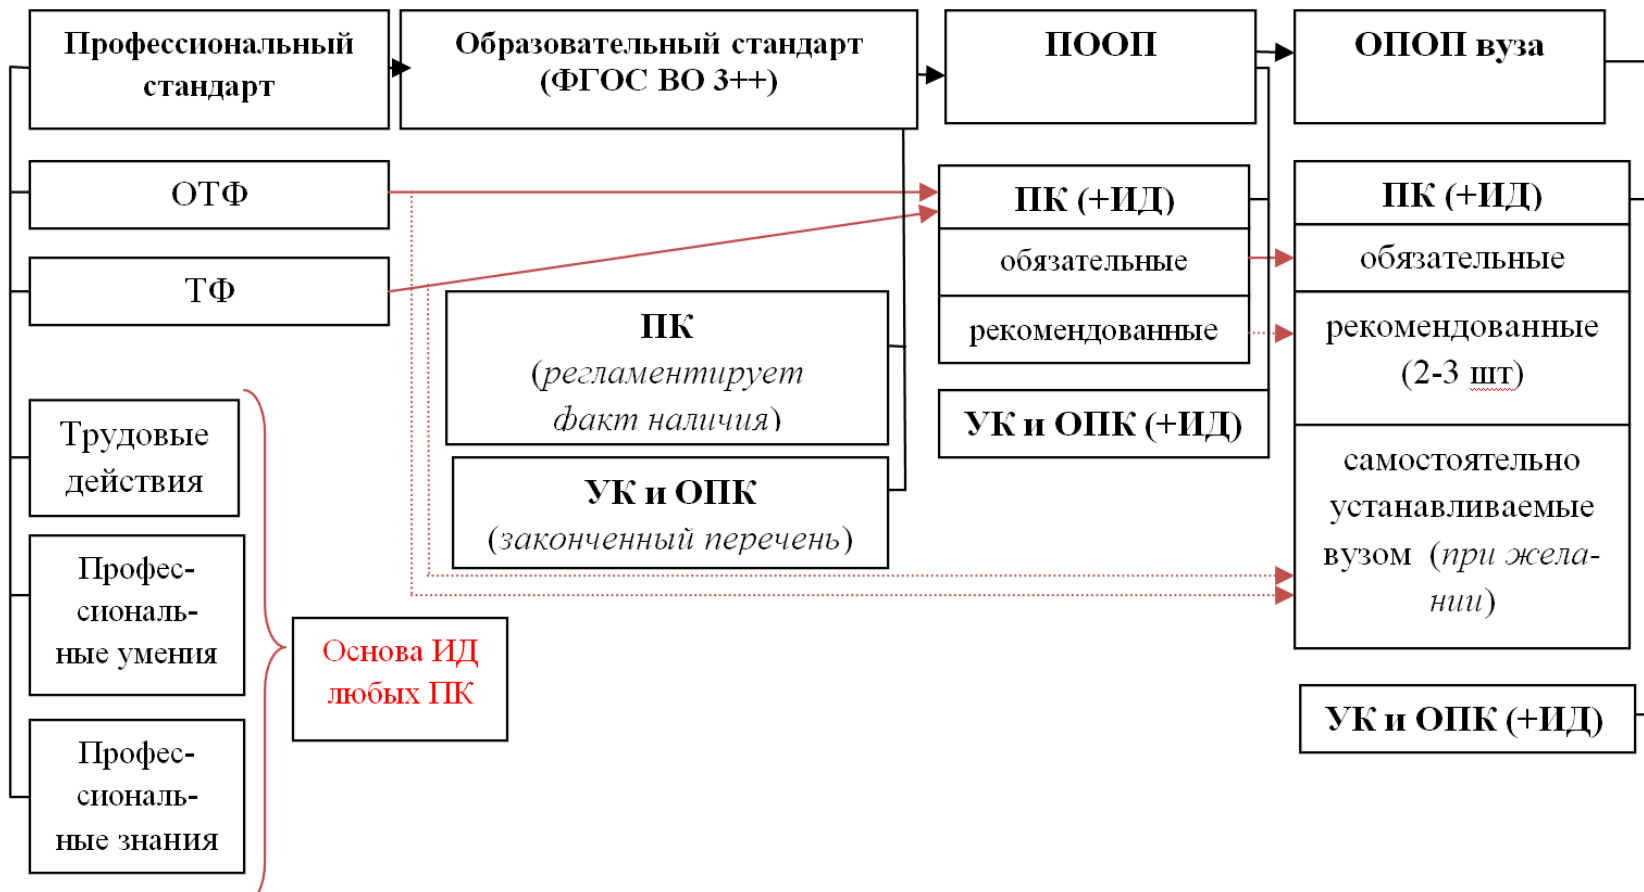 Профессиональный
стандарт
Образовательный стандарт
(ФГОС ВО 3++)
ПООП
ОПОП вуза
ОТФ
ТФ
Трудовые
действия
Профес-
сиональ-
ные умения
Профес-
сиональ-
ные знания
Основа ИД
любых ПК
ПК
(регламентирует
факт наличия)
УК и ОПК
(законченный перечень)
ПК (+ИД)
обязательные
рекомендованные
УК и ОПК (+ИД)
ПК (+ИД)
обязательные
рекомендованные
(2-3 шт)
самостоятельно
устанавливаемые
вузом (при жела-
нии)
УК и ОПК (+ИД)